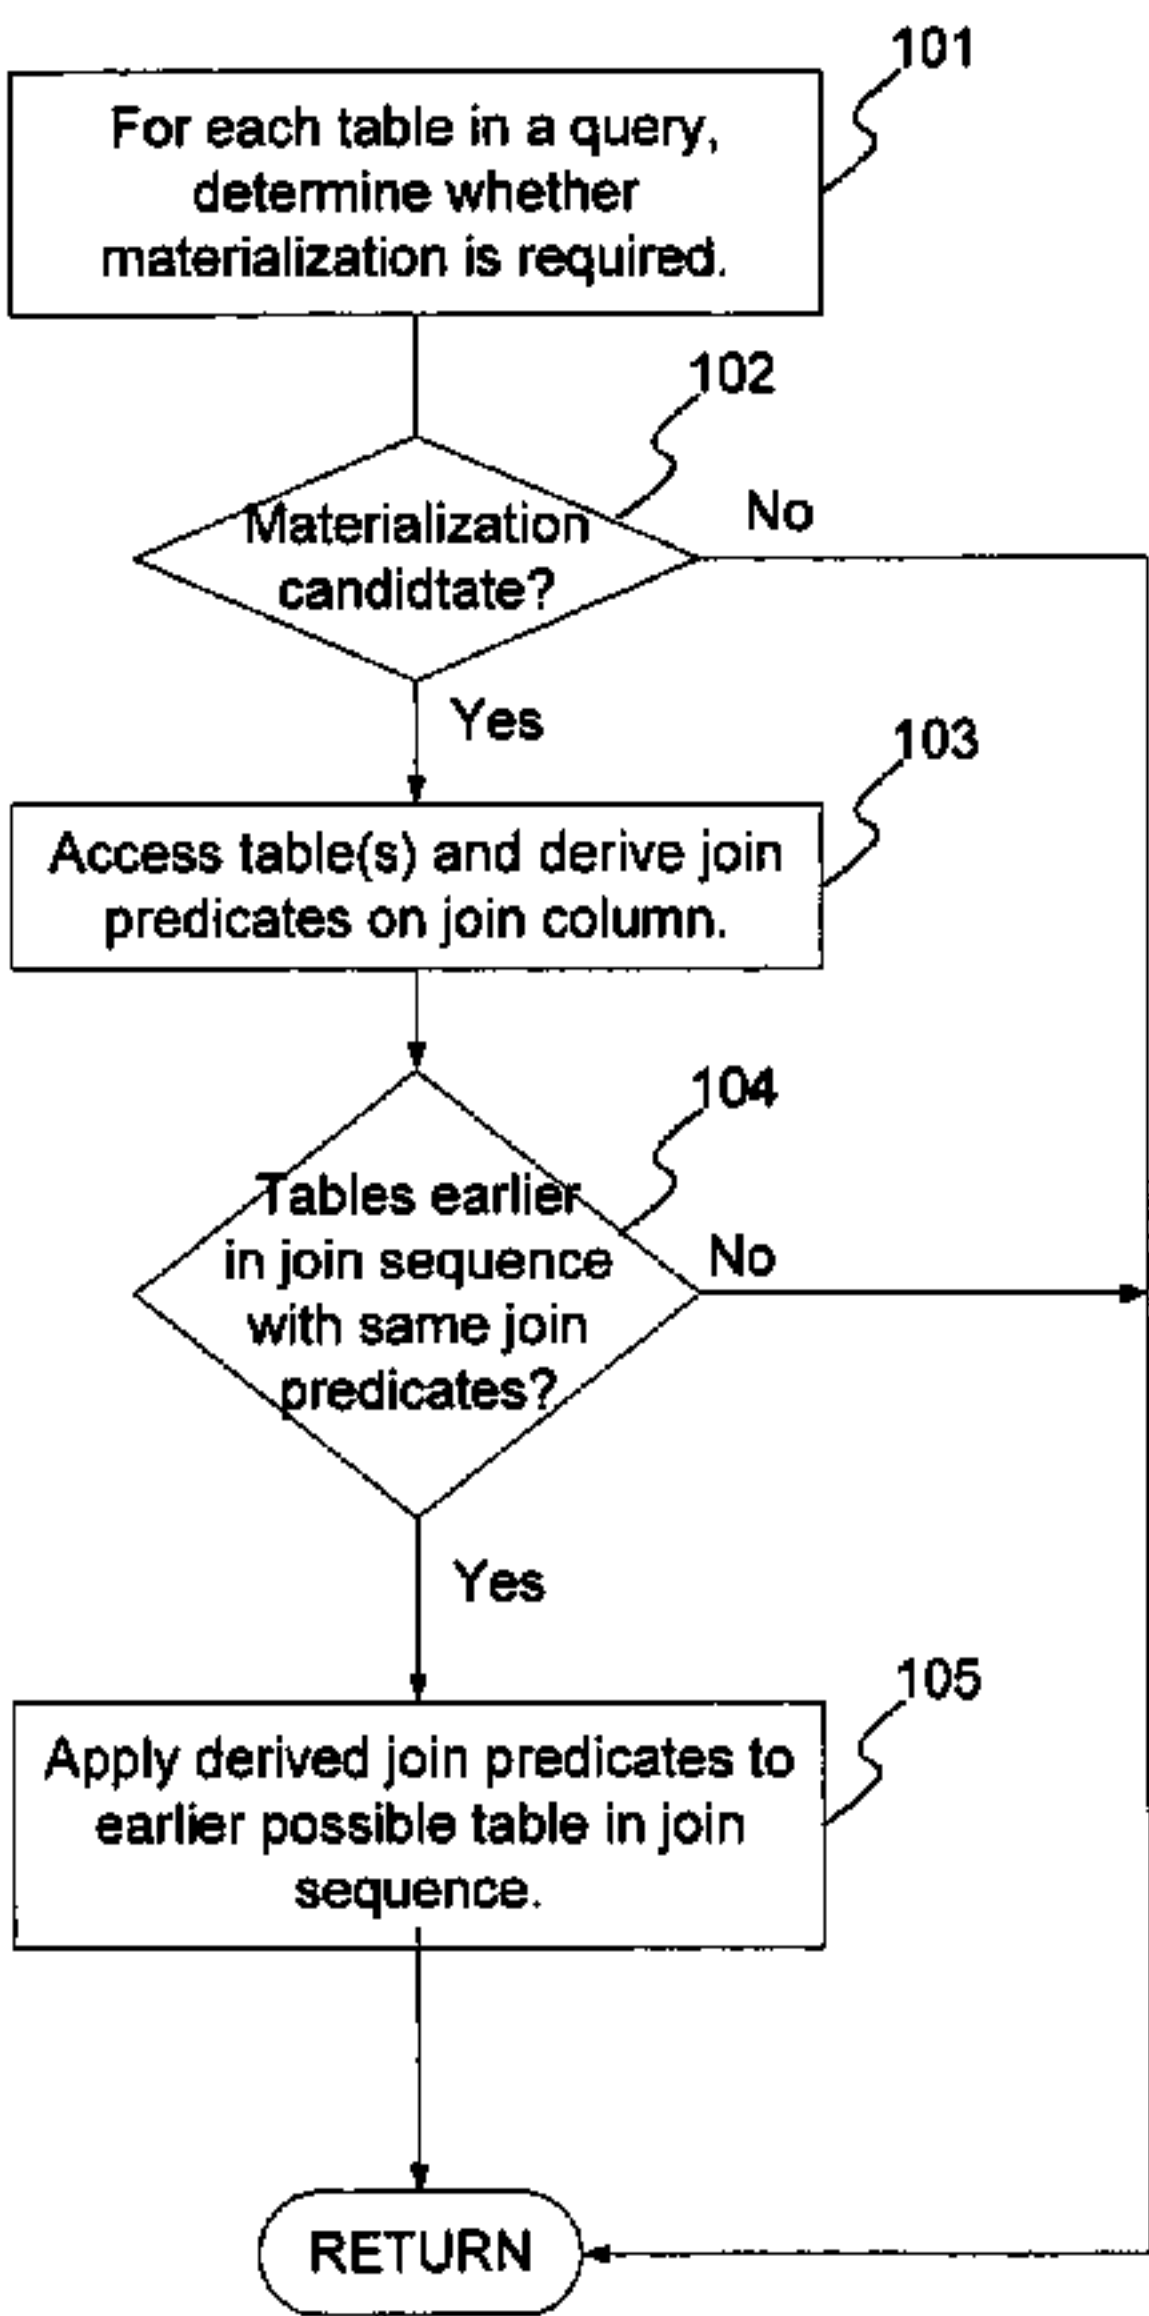 101
For each table in a query,
determine whether
materialization is required.
102
Materialization
candidtate?
No
Yes
103
Access table(s) and derive join
predicates on join column.
104
Tables earlier
in join sequence
with same join
predicates?
No
Yes
105
Apply derived join predicates to
earlier possible table in join
sequence.
RETURN